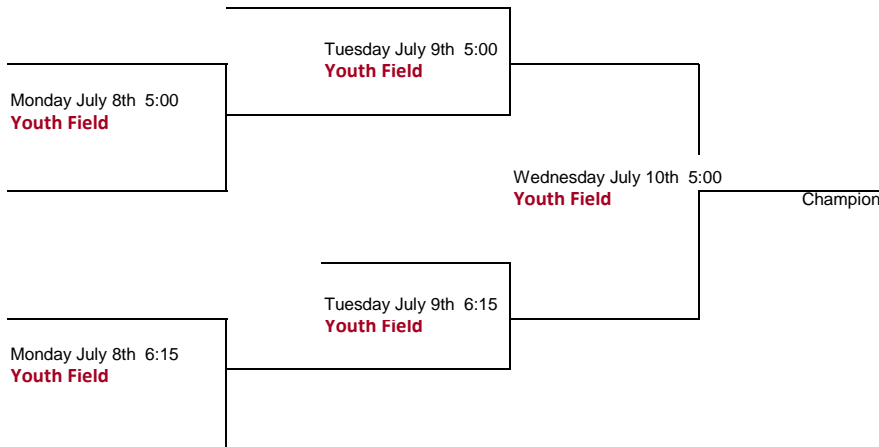 Tuesday July 9th 5:00
Youth Field
Monday July 8th 5:00
Youth Field
Wednesday July 10th 5:00
Youth Field
Champion
Tuesday July 9th 6:15
Youth Field
Monday July 8th 6:15
Youth Field